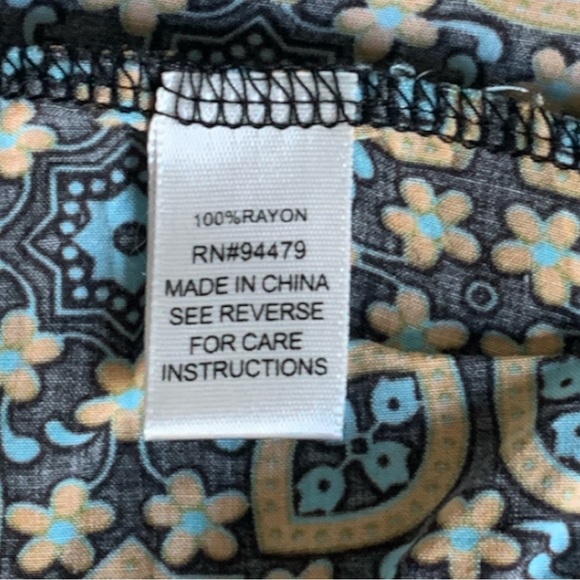 100%RAYON
RN#94479
MADE IN CHINA
SEE REVERSE
FOR CARE
INSTRUCTIONS